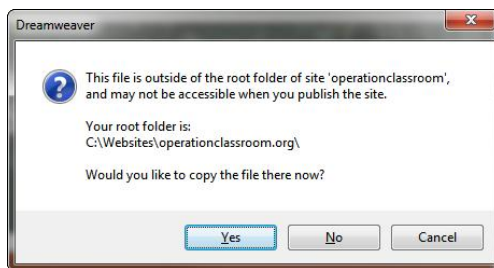 Dreamweaver
This file is outside of the root folder of site 'operationclassroom',
and may not be accessible when you publish the site.
Your root folder is:
C:\Websites\operationclassroom.org\
Would you like to copy the file there now?
Yes No Cancel